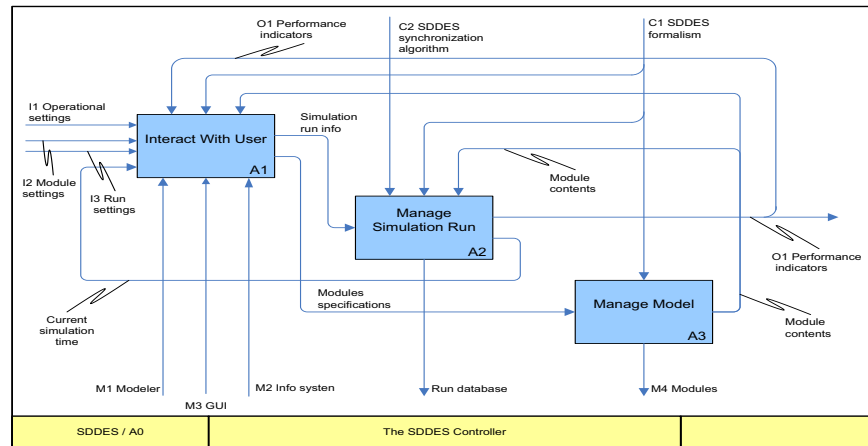 O1 Performance
indicators
C2 SDDES
synchronization
algorithm
C1 SDDES
formalism
I1 Operational
settings
Simulation
run info
Interact With User
A1
I2 Module
settings
I3 Run
settings
Module
contents
Manage
Simulation Run
A2
O1 Performance
indicators
Current
simulation
time
Modules
specifications
Manage Model
A3
Module
contents
M1 Modeler
M3 GUI
M2 Info systen
Run database
M4 Modules
SDDES / A0
The SDDES Controller